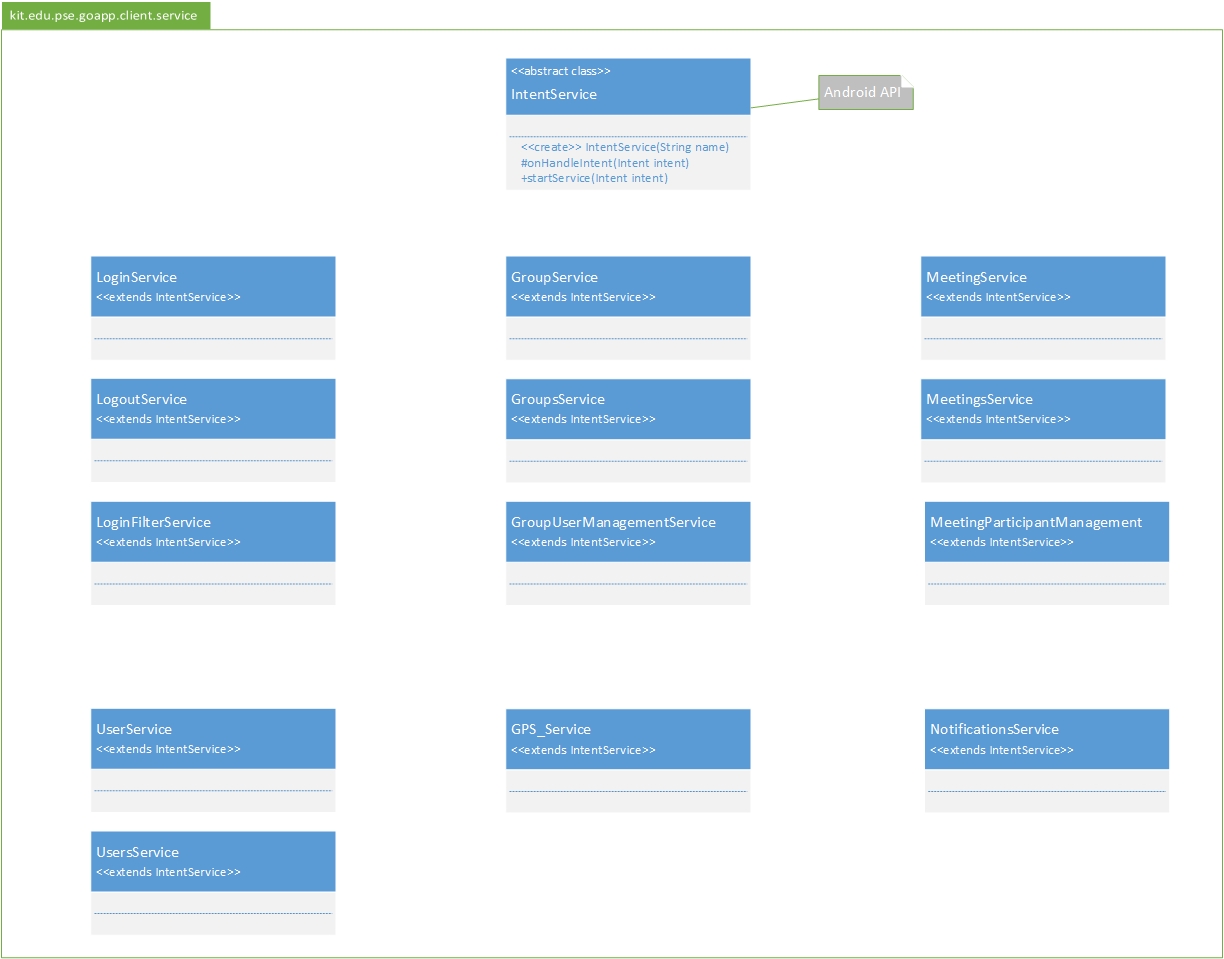 kit.edu.pse.goapp.client.service
<<abstract class>>
IntentService
Android API
<<create>> IntentService(String name)
#onHandleIntent(Intent intent)
+startService(Intent intent)
LoginService
<<extends IntentService>>
GroupService
<<extends IntentService>>
MeetingService
<<extends IntentService>>
LogoutService
<<extends IntentService>>
GroupsService
<<extends IntentService>>
MeetingsService
<<extends IntentService>>
LoginFilterService
<<extends IntentService>>
GroupUserManagementService
<<extends IntentService>>
MeetingParticipantManagement
<<extends IntentService>>
UserService
<<extends IntentService>>
GPS_Service
<<extends IntentService>>
NotificationsService
<<extends IntentService>>
UsersService
<<extends IntentService>>